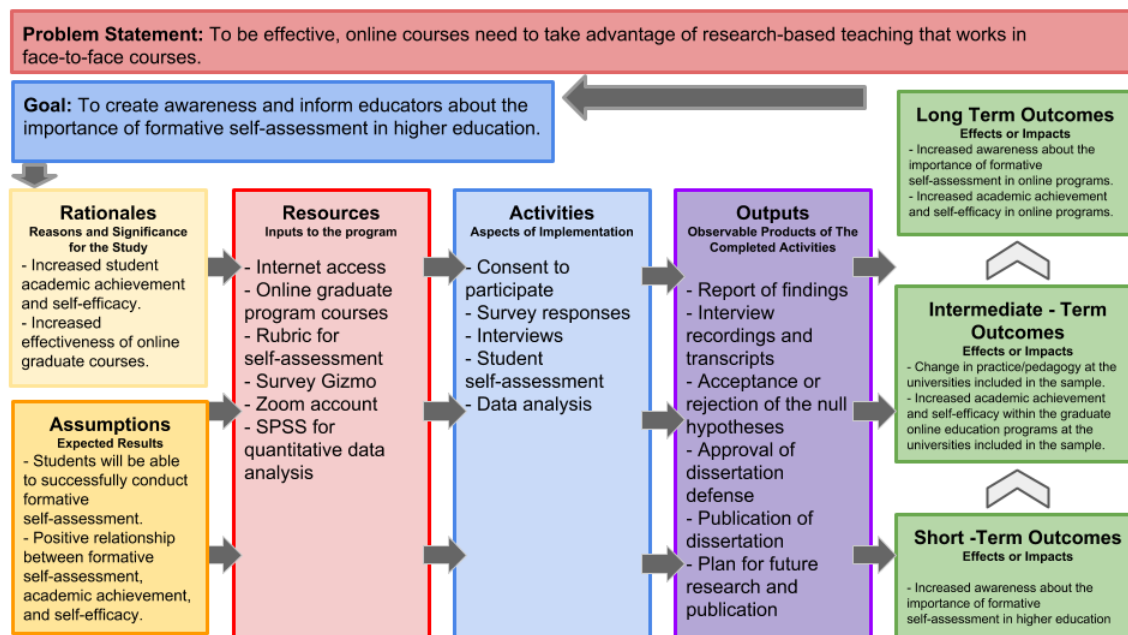 Problem Statement: To be effective, online courses need to take advantage of research-based teaching that works in
face-to-face courses.
Goal: To create awareness and inform educators about the
importance of formative self-assessment in higher education.
Rationales
Reasons and Significance
for the Study
- Increased student
academic achievement
and self-efficacy.
- Increased
effectiveness of online
graduate courses.
Assumptions
Expected Results
- Students will be able
to successfully conduct
formative
self-assessment.
- Positive relationship
between formative
self-assessment,
academic achievement,
and self-efficacy.
Resources
Inputs to the program
- Internet access
- Online graduate
program courses
- Rubric for
self-assessment
- Survey Gizmo
- Zoom account
- SPSS for
quantitative data
analysis
Activities
Aspects of Implementation
- Consent to
participate
- Survey responses
- Interviews
- Student
self-assessment
- Data analysis
Outputs
Observable Products of The
Completed Activities
- Report of findings
- Interview
recordings and
transcripts
- Acceptance or
rejection of the null
hypotheses
- Approval of
dissertation
defense
- Publication of
dissertation
- Plan for future
research and
publication
Long Term Outcomes
Effects or Impacts
- Increased awareness about the
importance of formative
self-assessment in online programs.
- Increased academic achievement
and self-efficacy in online programs.
Intermediate - Term
Outcomes
Effects or Impacts
- Change in practice/pedagogy at the
universities included in the sample.
- Increased academic achievement
and self-efficacy within the graduate
online education programs at the
universities included in the sample.
Short -Term Outcomes
Effects or Impacts
- Increased awareness about the
importance of formative
self-assessment in higher education